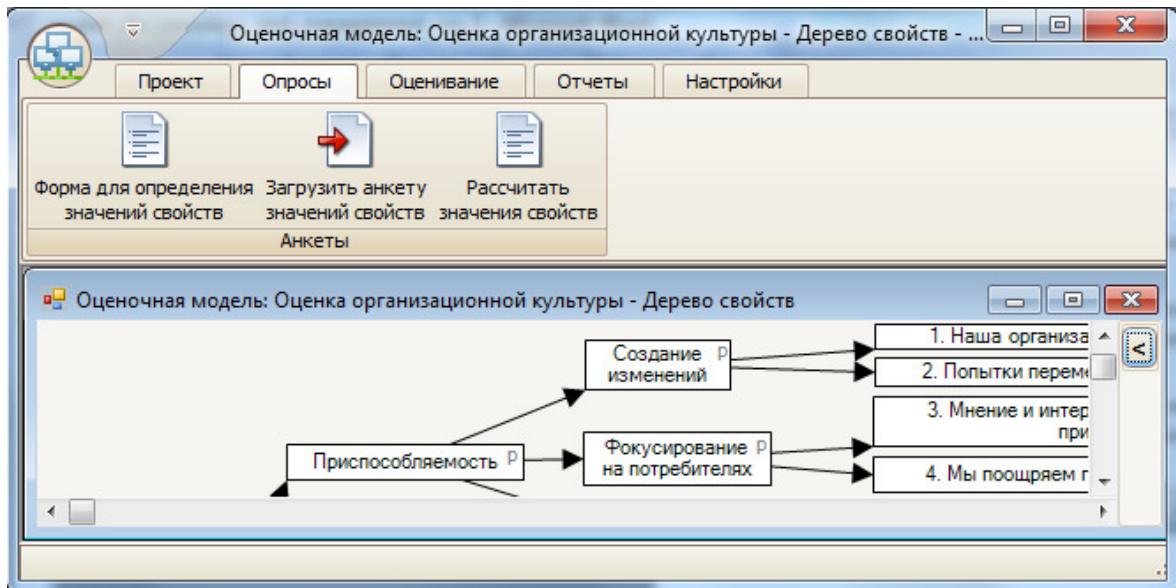 Оценочная модель: Оценка организационной культуры - Дерево свойств - ...
Проект Опросы Оценивание Отчеты Настройки
Форма для определения значений свойств
Загрузить анкету значений свойств
Рассчитать значения свойств
Анкеты
Оценочная модель: Оценка организационной культуры - Дерево свойств
<
Создание изменений p
1. Наша организа
2. Попытки переме
Приспособляемость p
Фокусирование на потребителях p
3. Мнение и интер
при
4. Мы поощряем п